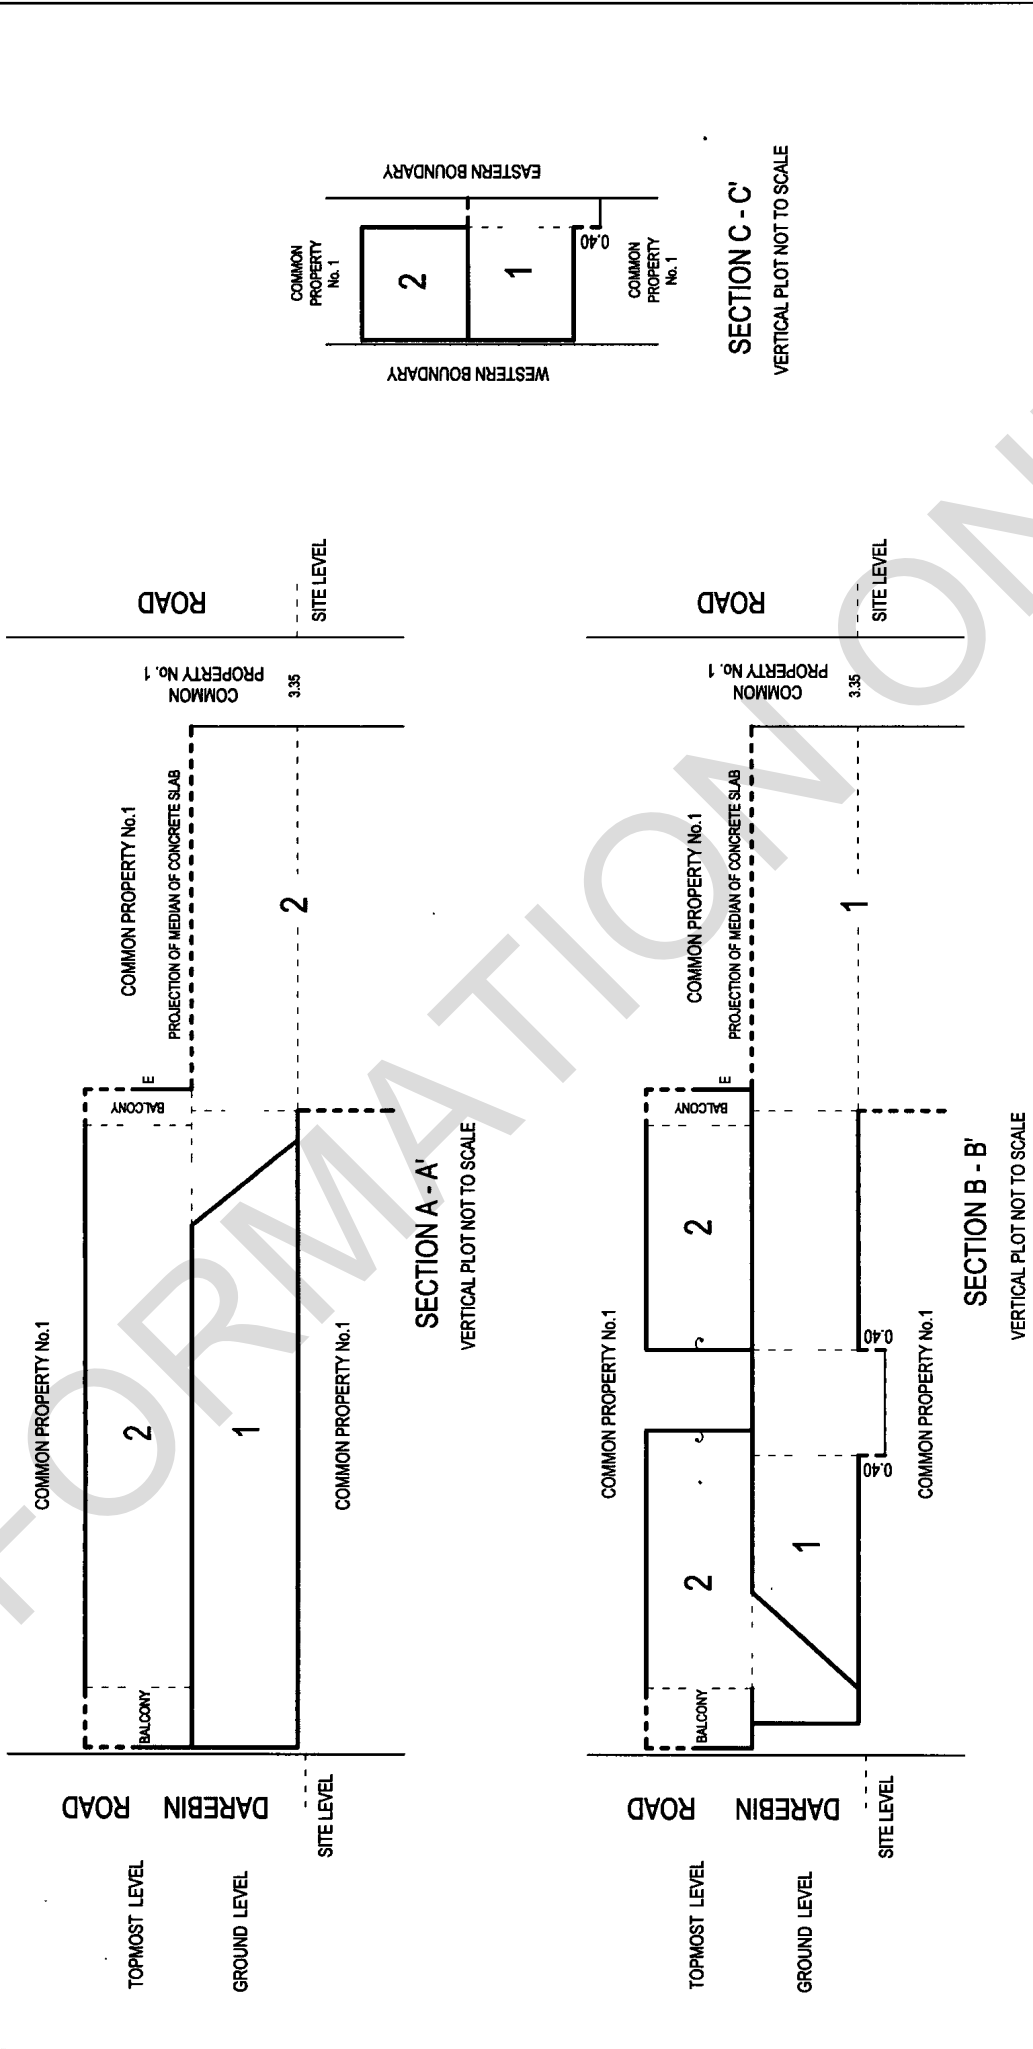 TOPMOST LEVEL
GROUND LEVEL
DAREBIN
ROAD
SITE LEVEL
BALCONY
COMMON PROPERTY No.1
2
1
COMMON PROPERTY No.1
BALCONY
E
COMMON PROPERTY No.1
PROJECTION OF MEDIAN OF CONCRETE SLAB
2
COMMON
PROPERTY No. 1
3.35
ROAD
SITE LEVEL
SECTION A - A'
VERTICAL PLOT NOT TO SCALE
TOPMOST LEVEL
GROUND LEVEL
DAREBIN
ROAD
SITE LEVEL
BALCONY
COMMON PROPERTY No.1
2
1
2
0.40
0.40
COMMON PROPERTY No.1
BALCONY
E
COMMON PROPERTY No.1
PROJECTION OF MEDIAN OF CONCRETE SLAB
1
COMMON
PROPERTY No. 1
3.35
ROAD
SITE LEVEL
SECTION B - B'
VERTICAL PLOT NOT TO SCALE
WESTERN BOUNDARY
COMMON
PROPERTY
No. 1
2
1
0.40
COMMON
PROPERTY
No. 1
EASTERN BOUNDARY
SECTION C - C'
VERTICAL PLOT NOT TO SCALE
FORMATION ON